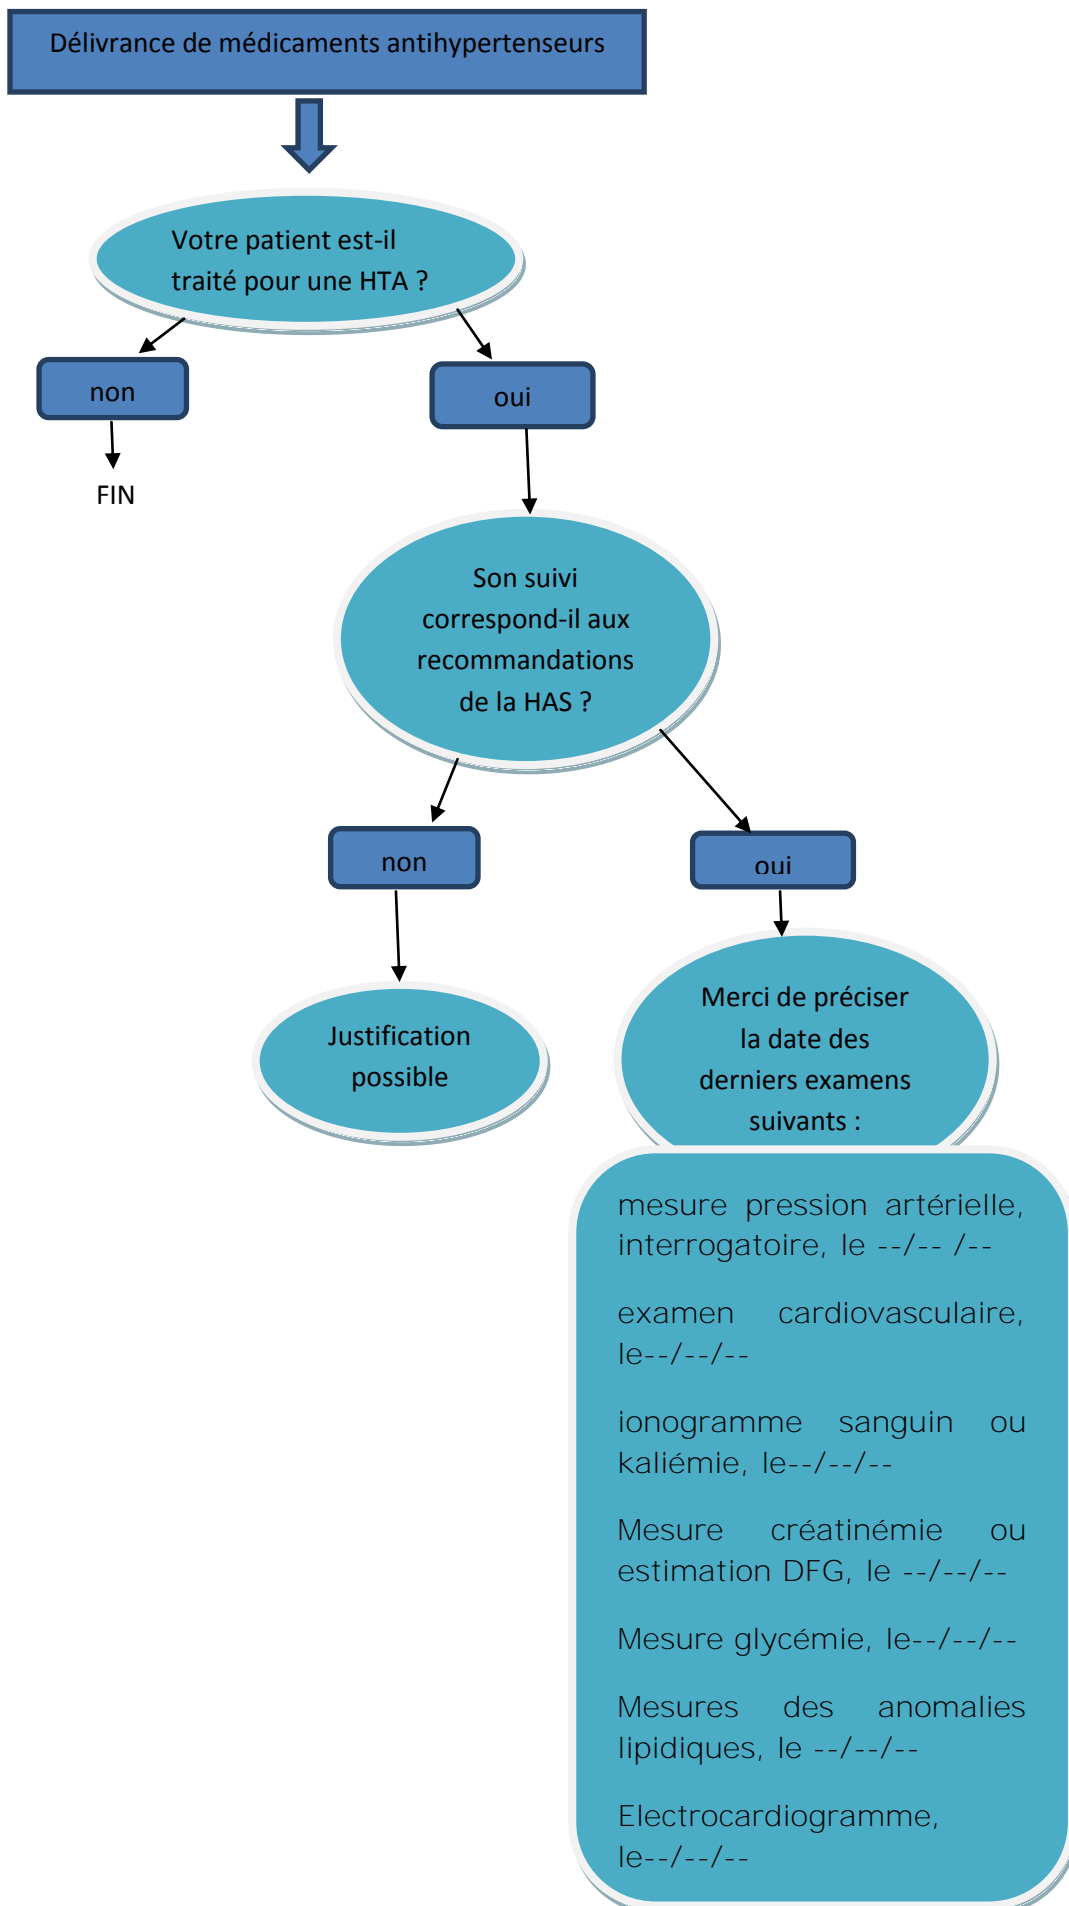 Délivrance de médicaments antihypertenseurs
Votre patient est-il
traité pour une HTA ?
non
oui
FIN
Son suivi
correspond-il aux
recommandations
de la HAS ?
non
oui
Justification
possible
Merci de préciser
la date des
derniers examens
suivants :
mesure pression artérielle,
interrogatoire, le --/-- /--
examen cardiovasculaire,
le--/--/--
ionogramme sanguin ou
kaliémie, le--/--/--
Mesure créatinémie ou
estimation DFG, le --/--/--
Mesure glycémie, le--/--/--
Mesures des anomalies
lipidiques, le --/--/--
Electrocardiogramme,
le--/--/--